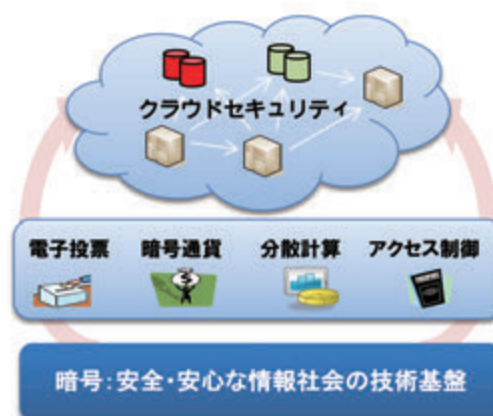 クラウドセキュリティ
電子投票 暗号通貨 分散計算 アクセス制御
暗号:安全・安心な情報社会の技術基盤